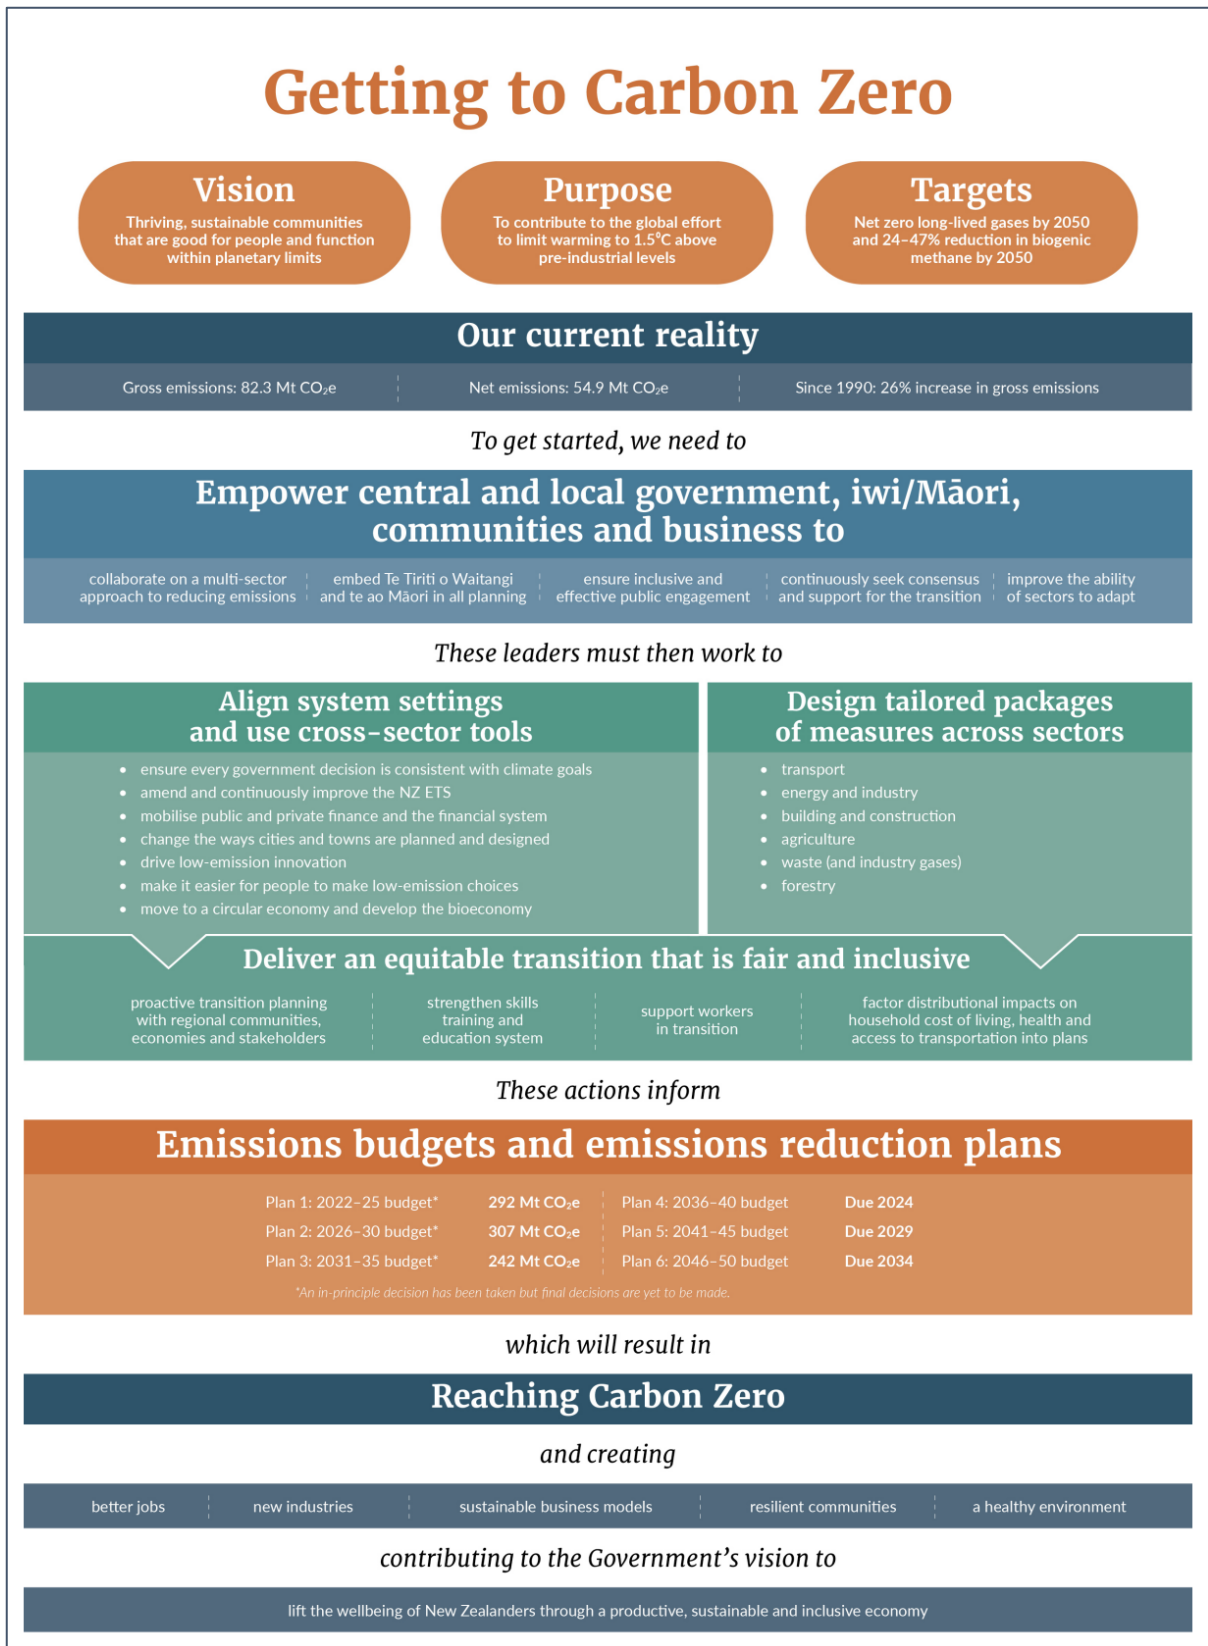 Getting to Carbon Zero
Vision
Thriving, sustainable communities
that are good for people and function
within planetary limits
Purpose
To contribute to the global effort
to limit warming to 1.5⁰C above
pre-industrial levels
Targets
Net zero long-lived gases by 2050
and 24–47% reduction in biogenic
methane by 2050
Our current reality
Gross emissions: 82.3 Mt CO₂e
Net emissions: 54.9 Mt CO₂e
Since 1990: 26% increase in gross emissions
To get started, we need to
Empower central and local government, iwi/Māori,
communities and business to
collaborate on a multi-sector
approach to reducing emissions
embed Te Tiriti o Waitangi
and te ao Māori in all planning
ensure inclusive and
effective public engagement
continuously seek consensus
and support for the transition
improve the ability
of sectors to adapt
These leaders must then work to
Align system settings
and use cross-sector tools
• ensure every government decision is consistent with climate goals
• amend and continuously improve the NZ ETS
• mobilise public and private finance and the financial system
• change the ways cities and towns are planned and designed
• drive low-emission innovation
• make it easier for people to make low-emission choices
• move to a circular economy and develop the bioeconomy
Design tailored packages
of measures across sectors
• transport
• energy and industry
• building and construction
• agriculture
• waste (and industry gases)
• forestry
Deliver an equitable transition that is fair and inclusive
proactive transition planning
with regional communities,
economies and stakeholders
strengthen skills
training and
education system
support workers
in transition
factor distributional impacts on
household cost of living, health and
access to transportation into plans
These actions inform
Emissions budgets and emissions reduction plans
Plan 1: 2022–25 budget* 292 Mt CO₂e
Plan 2: 2026–30 budget* 307 Mt CO₂e
Plan 3: 2031–35 budget* 242 Mt CO₂e
Plan 4: 2036–40 budget Due 2024
Plan 5: 2041–45 budget Due 2029
Plan 6: 2046–50 budget Due 2034
*An in-principle decision has been taken but final decisions are yet to be made.
which will result in
Reaching Carbon Zero
and creating
better jobs
new industries
sustainable business models
resilient communities
a healthy environment
contributing to the Government's vision to
lift the wellbeing of New Zealanders through a productive, sustainable and inclusive economy